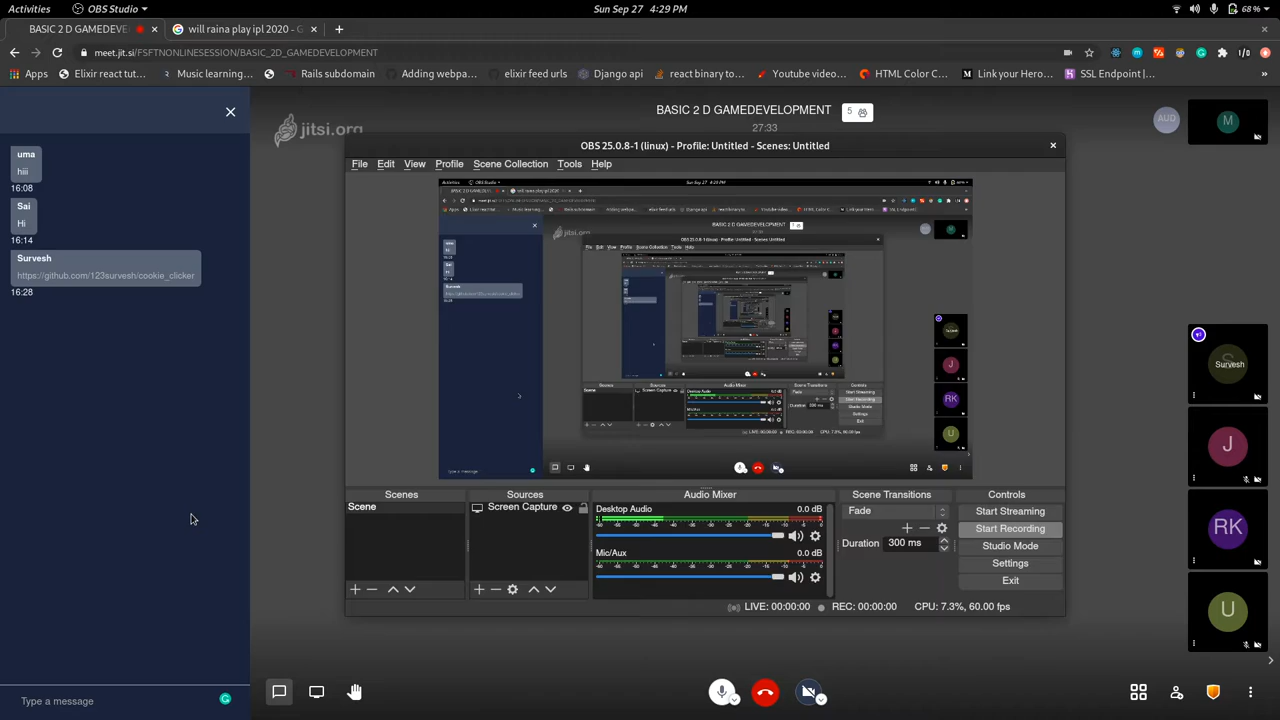 Activities
OBS Studio
Sun Sep 27 4:29 PM
68 %
BASIC 2 D GAMEDEVE
will raina play ipl 2020 - G
meet.jit.si/FSFTNONLINESESSION/BASIC_2D_GAMEDEVELOPMENT
Apps
Elixir react tut...
Music learning...
Rails subdomain
Adding webpa...
elixir feed urls
Django api
react binary to...
Youtube video...
HTML Color C...
Link your Hero...
SSL Endpoint |...
uma
hiii
16:08
Sai
Hi
16:14
Survesh
https://github.com/123survesh/cookie_clicker
16:28
Type a message
jitsi.org
BASIC 2 D GAMEDEVELOPMENT
5
27:33
AUD
M
OBS 25.0.8-1 (linux) - Profile: Untitled - Scenes: Untitled
File Edit View Profile Scene Collection Tools Help
Scenes
Scene
Sources
Screen Capture
Audio Mixer
Desktop Audio 0.0 dB
Mic/Aux 0.0 dB
Scene Transitions
Fade
Duration 300 ms
Controls
Start Streaming
Start Recording
Studio Mode
Settings
Exit
LIVE: 00:00:00
REC: 00:00:00
CPU: 7.3%, 60.00 fps
Survesh
J
RK
U